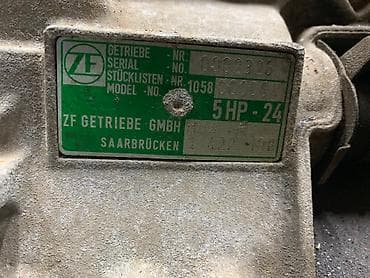 ZF
GETRIEBE -NR.
SERIAL -NO.
STÜCKLISTEN-NR.
MODEL -NO. 1058
5 HP - 24
ZF GETRIEBE GMBH
SAARBRÜCKEN